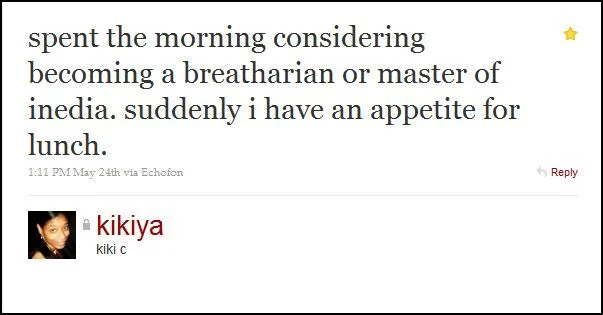 spent the morning considering
becoming a breatharian or master of
inedia. suddenly i have an appetite for
lunch.
1:11 PM May 24th via Echofon
Reply
kikiya
kiki c